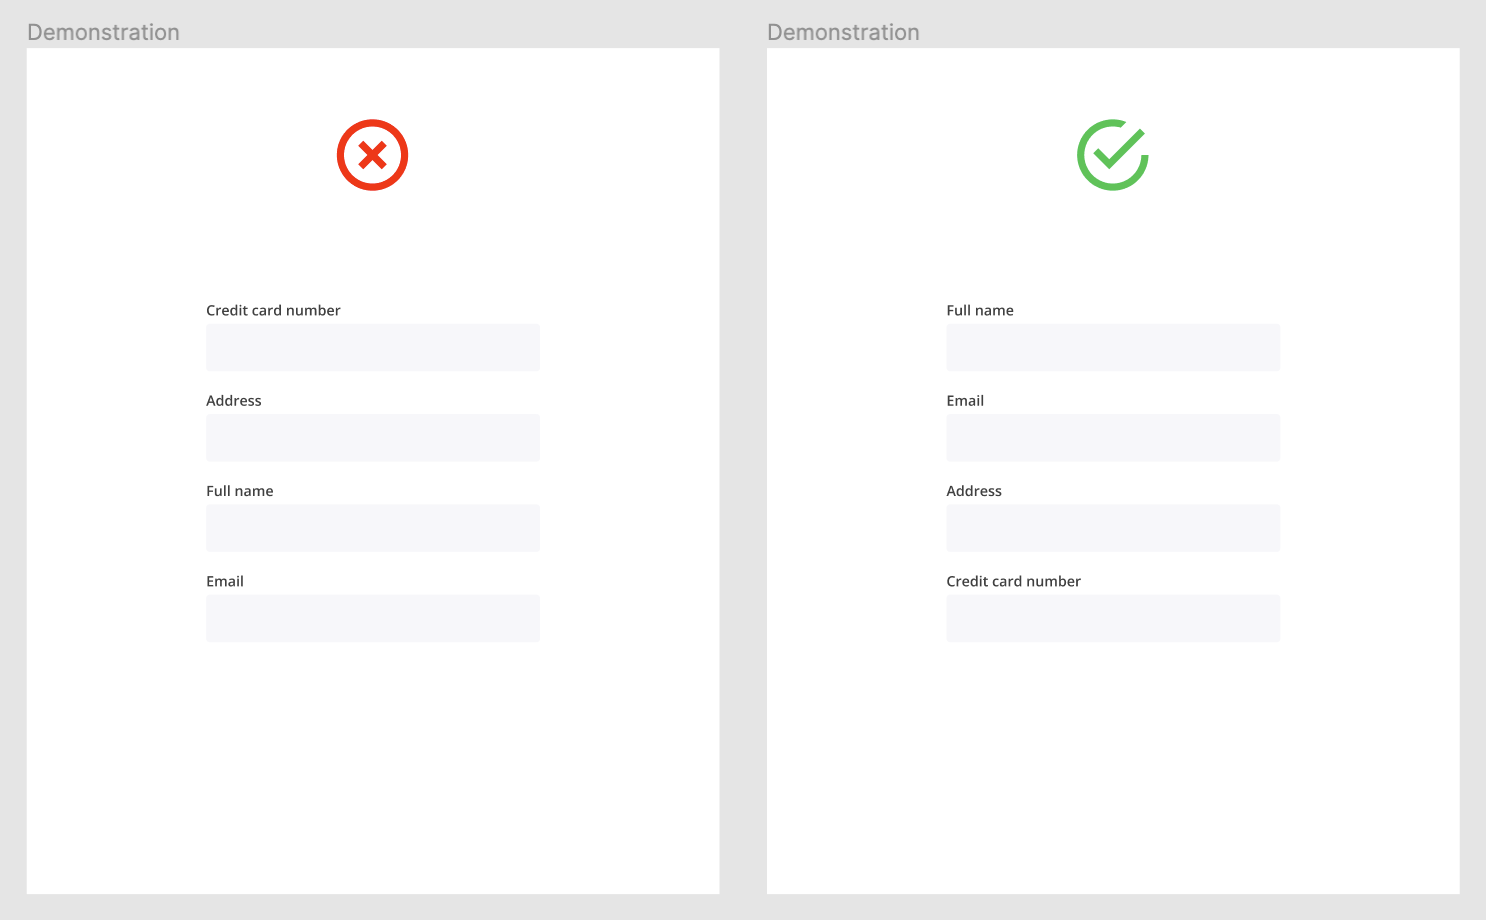 Demonstration
Credit card number
Address
Full name
Email
Demonstration
Full name
Email
Address
Credit card number